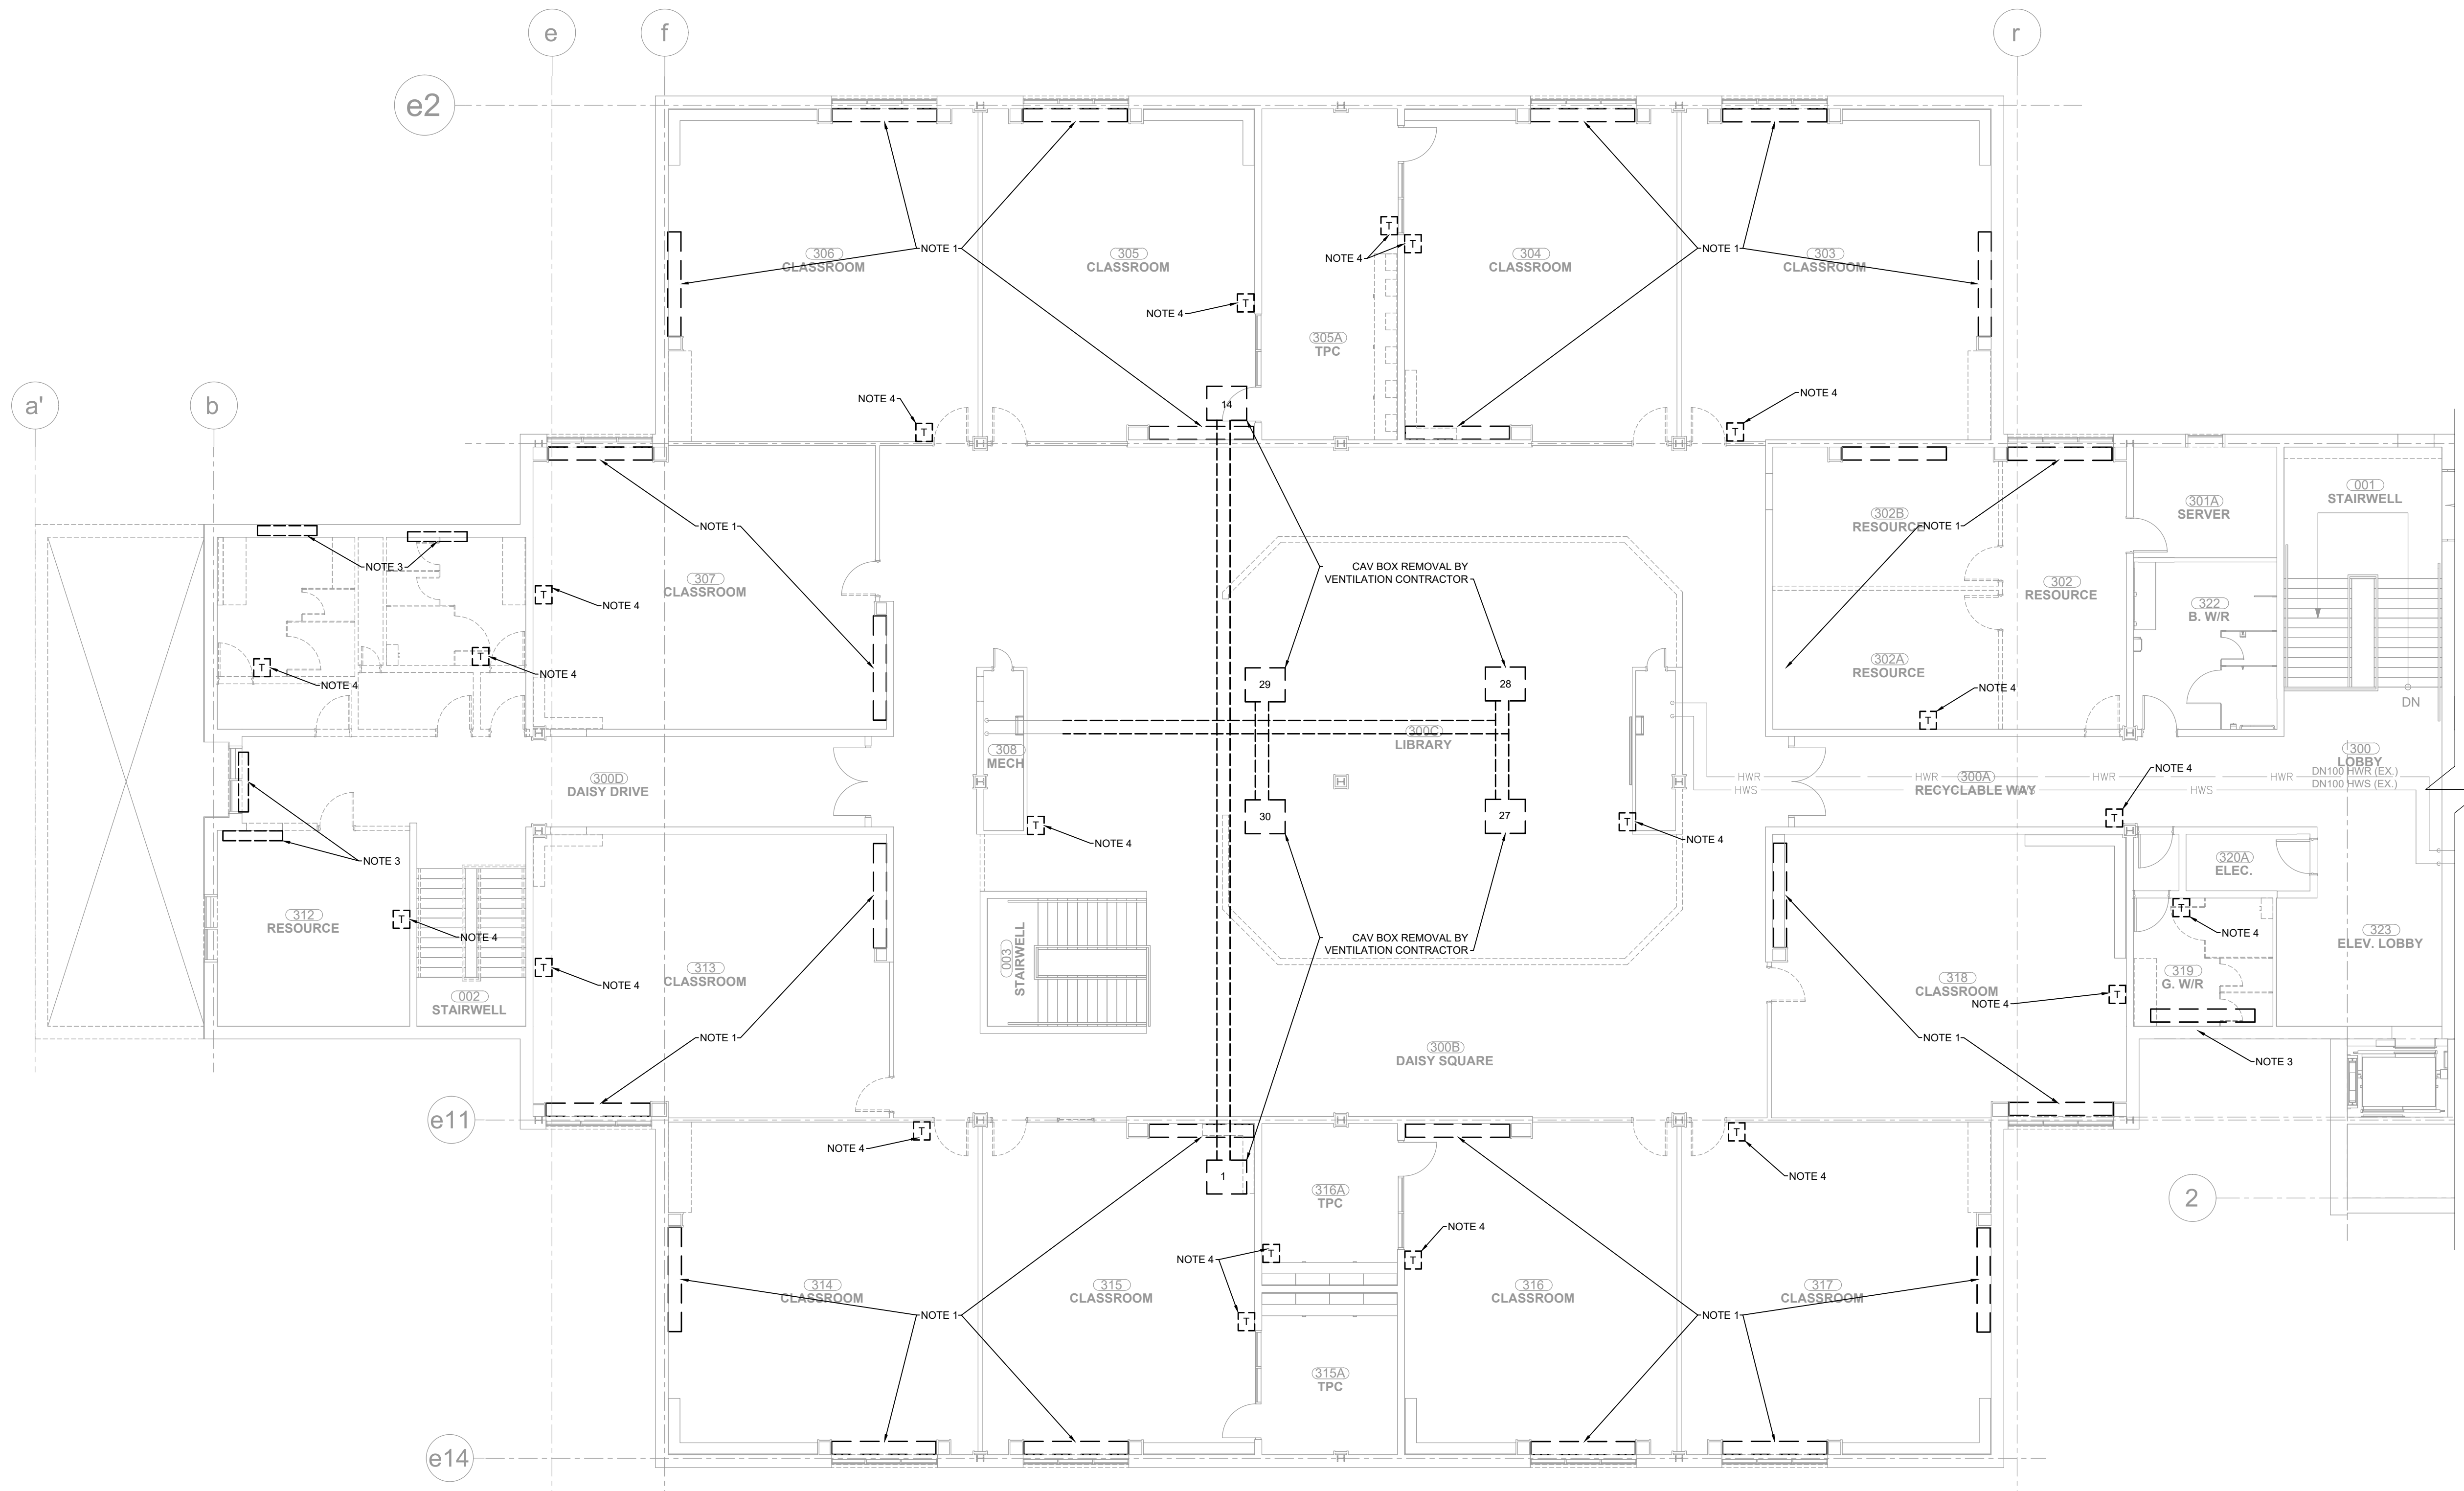 e
f
r
e2
306
CLASSROOM
NOTE 1
305
CLASSROOM
T
T
NOTE 4
304
CLASSROOM
NOTE 1
303
CLASSROOM
NOTE 4
T
305A
TPC
a'
b
NOTE 4
T
14
NOTE 4
T
NOTE 1
307
CLASSROOM
NOTE 3
T
NOTE 4
T
NOTE 4
T
NOTE 4
CAV BOX REMOVAL BY
VENTILATION CONTRACTOR
302B
RESOURCE
NOTE 1
302
RESOURCE
302A
RESOURCE
NOTE 4
T
301A
SERVER
001
STAIRWELL
322
B. W/R
DN
29
28
308
MECH
300C
LIBRARY
300D
DAISY DRIVE
HWR
HWR
HWR
HWR
HWS
HWS
300A
RECYCLABLE WAY
300
LOBBY
DN100 HWR (EX.)
DN100 HWS (EX.)
NOTE 4
T
30
27
T
NOTE 4
T
NOTE 4
NOTE 3
312
RESOURCE
T
NOTE 4
002
STAIRWELL
T
NOTE 4
313
CLASSROOM
NOTE 1
003
STAIRWELL
CAV BOX REMOVAL BY
VENTILATION CONTRACTOR
320A
ELEC.
T
NOTE 4
323
ELEV. LOBBY
318
CLASSROOM
NOTE 4
T
319
G. W/R
NOTE 1
NOTE 3
300B
DAISY SQUARE
e11
NOTE 4
T
1
T
NOTE 4
2
316A
TPC
NOTE 4
T
NOTE 4
T
T
314
CLASSROOM
NOTE 1
315
CLASSROOM
316
CLASSROOM
NOTE 1
317
CLASSROOM
315A
TPC
e14